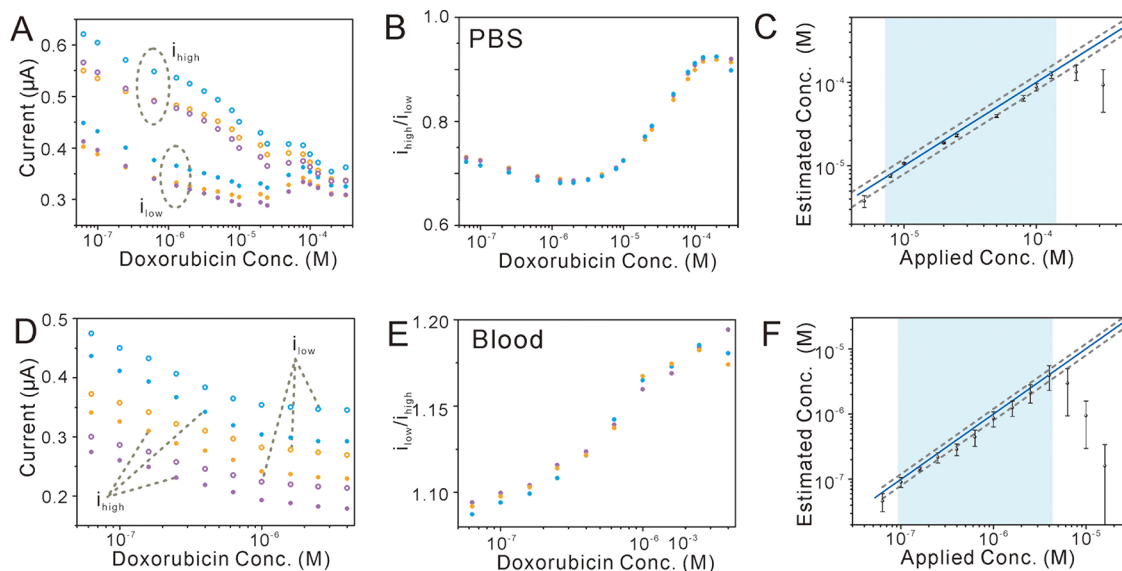 A
Current (µA)
0.6
0.5
0.4
0.3
i_high
i_low
10⁻⁷
10⁻⁶
10⁻⁵
10⁻⁴
Doxorubicin Conc. (M)
B
PBS
i_high/i_low
1.0
0.8
0.6
10⁻⁷
10⁻⁶
10⁻⁵
10⁻⁴
Doxorubicin Conc. (M)
C
Estimated Conc. (M)
10⁻⁴
10⁻⁵
10⁻⁵
10⁻⁴
Applied Conc. (M)
D
Current (µA)
0.5
0.4
0.3
0.2
i_low
i_high
10⁻⁷
10⁻⁶
Doxorubicin Conc. (M)
E
Blood
i_low/i_high
1.20
1.15
1.10
10⁻⁷
10⁻⁶
10⁻³
Doxorubicin Conc. (M)
F
Estimated Conc. (M)
10⁻⁵
10⁻⁶
10⁻⁷
10⁻⁷
10⁻⁶
10⁻⁵
Applied Conc. (M)